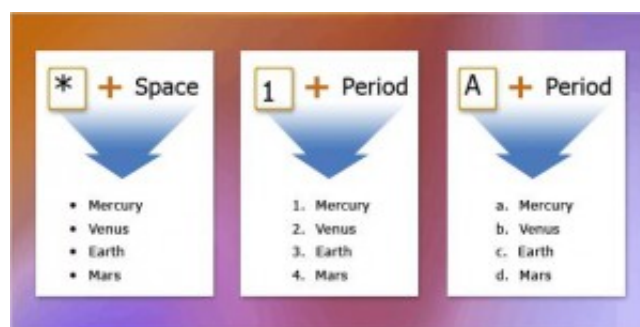 * + Space
• Mercury
• Venus
• Earth
• Mars
1 + Period
1. Mercury
2. Venus
3. Earth
4. Mars
A + Period
a. Mercury
b. Venus
c. Earth
d. Mars